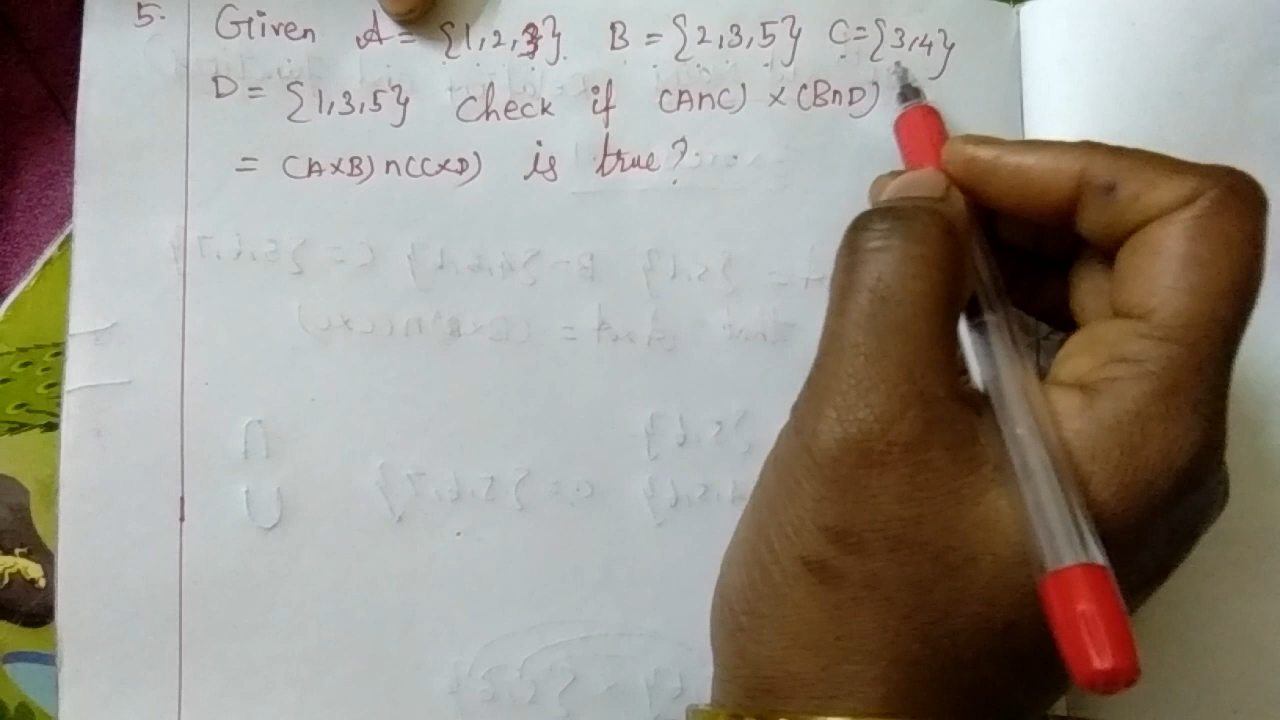 5. Given A = {1,2,3}. B = {2,3,5} C={3,4}
D = {1,3,5} Check if (A∩C) × (B∩D)
= (A×B)∩(C×D) is true?